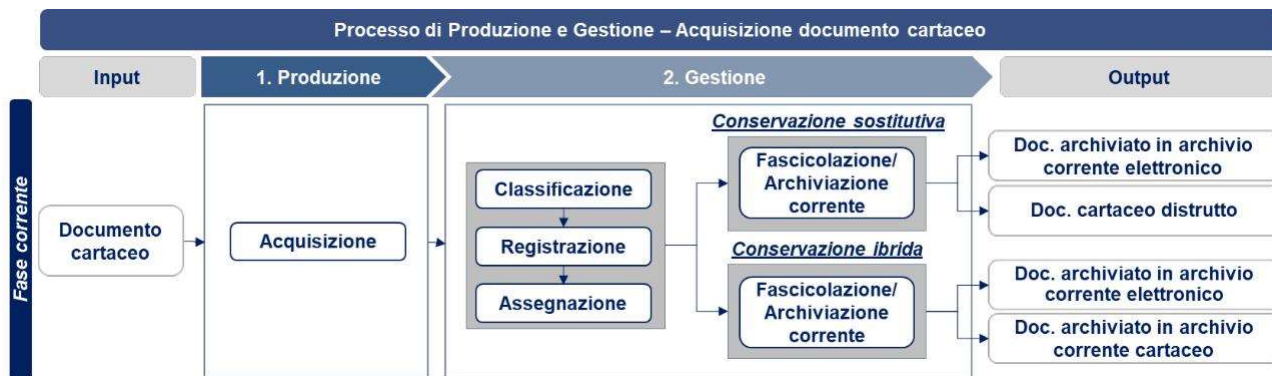 Processo di Produzione e Gestione – Acquisizione documento cartaceo
Input
1. Produzione
2. Gestione
Output
Fase corrente
Documento
cartaceo
Acquisizione
Classificazione
Registrazione
Assegnazione
Conservazione sostitutiva
Fascicolazione/
Archiviazione
corrente
Conservazione ibrida
Fascicolazione/
Archiviazione
corrente
Doc. archiviato in archivio
corrente elettronico
Doc. cartaceo distrutto
Doc. archiviato in archivio
corrente elettronico
Doc. archiviato in archivio
corrente cartaceo